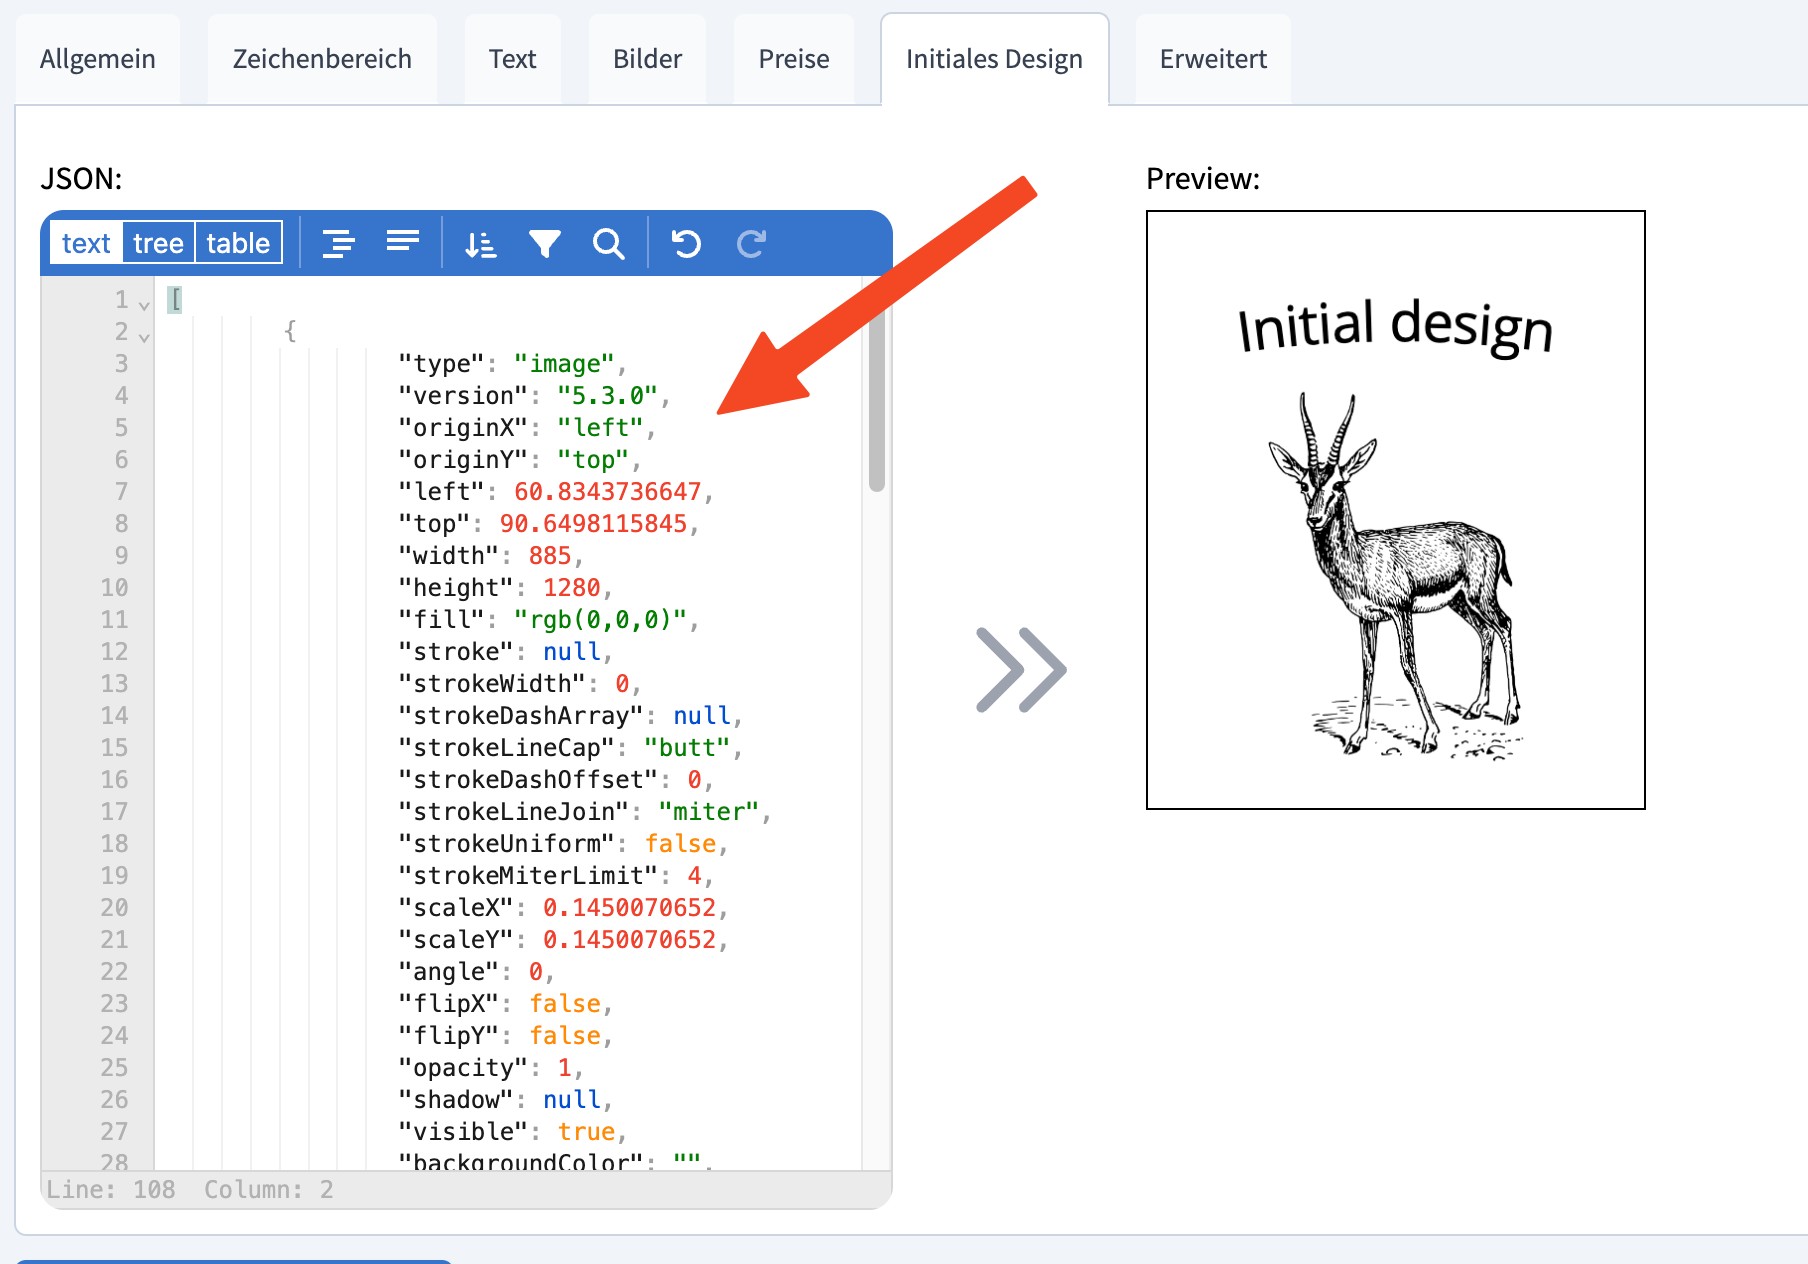 Allgemein Zeichenbereich Text Bilder Preise Initiales Design Erweitert
JSON:
text tree table
1 [
2 {
3 "type": "image",
4 "version": "5.3.0",
5 "originX": "left",
6 "originY": "top",
7 "left": 60.8343736647,
8 "top": 90.6498115845,
9 "width": 885,
10 "height": 1280,
11 "fill": "rgb(0,0,0)",
12 "stroke": null,
13 "strokeWidth": 0,
14 "strokeDashArray": null,
15 "strokeLineCap": "butt",
16 "strokeDashOffset": 0,
17 "strokeLineJoin": "miter",
18 "strokeUniform": false,
19 "strokeMiterLimit": 4,
20 "scaleX": 0.1450070652,
21 "scaleY": 0.1450070652,
22 "angle": 0,
23 "flipX": false,
24 "flipY": false,
25 "opacity": 1,
26 "shadow": null,
27 "visible": true,
28 "backgroundColor": "",
Line: 108 Column: 2
Preview:
Initial design